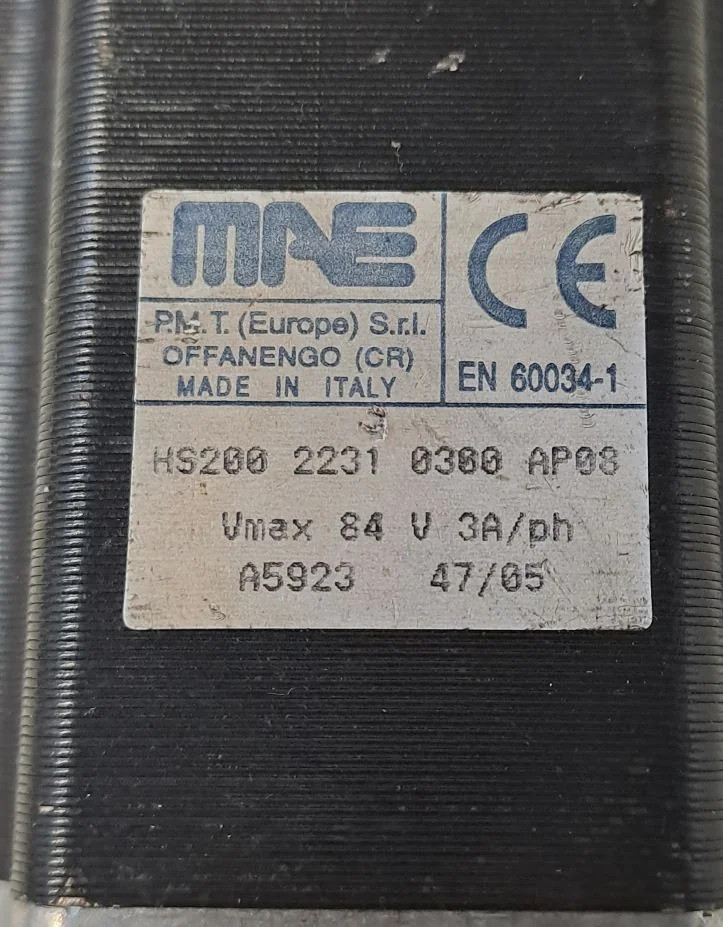 MAE
P.M.T. (Europe) S.r.l.
OFFANENGO (CR)
MADE IN ITALY
CE
EN 60034-1
HS200 2231 0300 AP08
Vmax 84 V 3A/ph
A5923 47/05